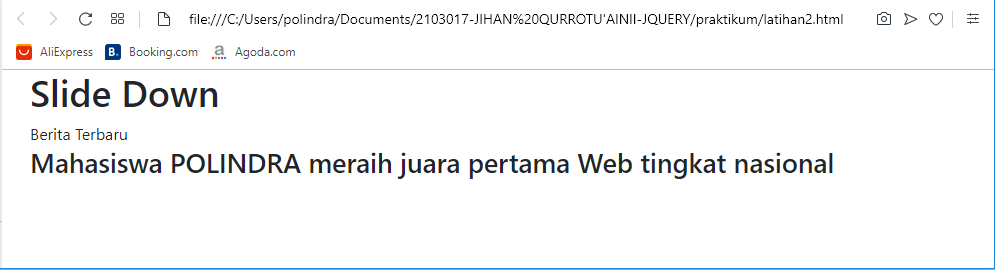 file:///C:/Users/polindra/Documents/2103017-JIHAN%20QURROTU'AINII-JQUERY/praktikum/latihan2.html
AliExpress B. Booking.com a Agoda.com
Slide Down
Berita Terbaru
Mahasiswa POLINDRA meraih juara pertama Web tingkat nasional